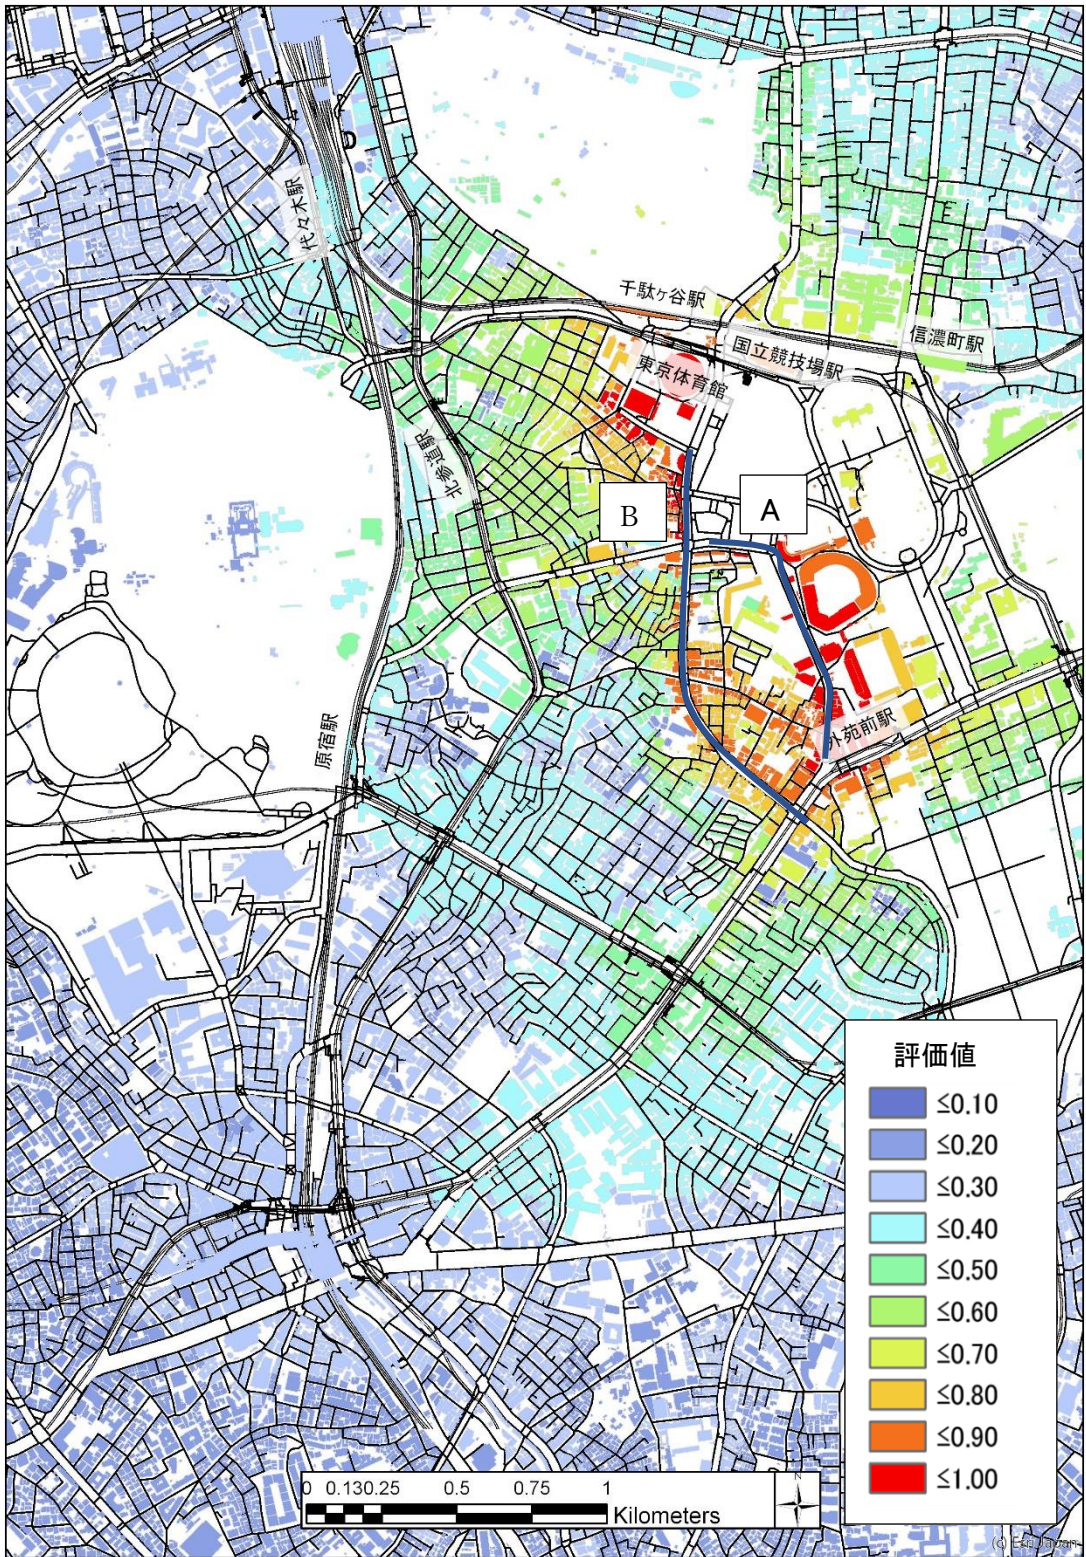 代々木駅
千駄ヶ谷駅
信濃町駅
国立競技場駅
東京体育館
北参道駅
B
A
外苑前駅
原宿駅
評価値
≤0.10
≤0.20
≤0.30
≤0.40
≤0.50
≤0.60
≤0.70
≤0.80
≤0.90
≤1.00
0 0.130.25 0.5 0.75 1
Kilometers
N
(c) Esri Japan